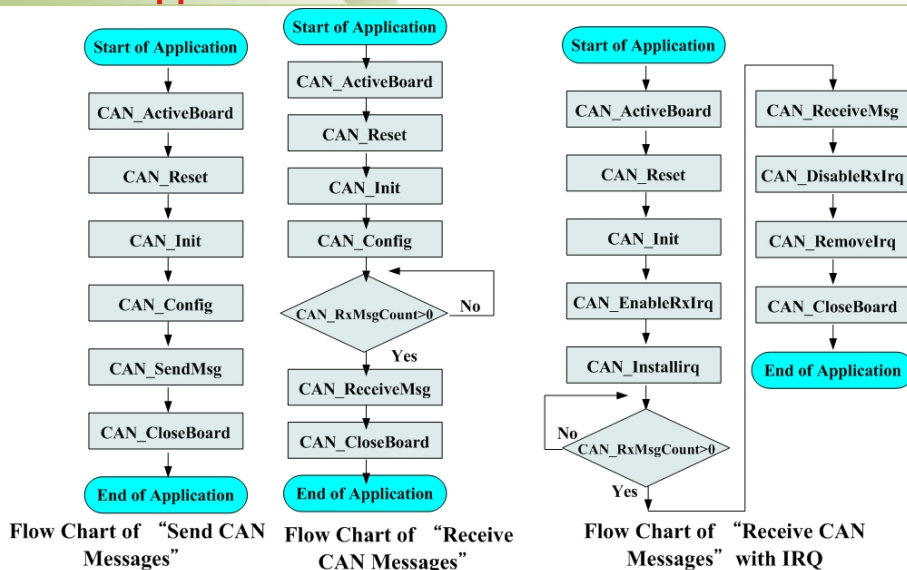 Start of Application
CAN_ActiveBoard
CAN_Reset
CAN_Init
CAN_Config
CAN_SendMsg
CAN_CloseBoard
End of Application
Flow Chart of “Send CAN
Messages”
Start of Application
CAN_ActiveBoard
CAN_Reset
CAN_Init
CAN_Config
CAN_RxMsgCount>0
No
Yes
CAN_ReceiveMsg
CAN_CloseBoard
End of Application
Flow Chart of “Receive
CAN Messages”
Start of Application
CAN_ActiveBoard
CAN_Reset
CAN_Init
CAN_EnableRxIrq
CAN_Installirq
No
CAN_RxMsgCount>0
Yes
CAN_ReceiveMsg
CAN_DisableRxIrq
CAN_RemoveIrq
CAN_CloseBoard
End of Application
Flow Chart of “Receive CAN
Messages” with IRQ